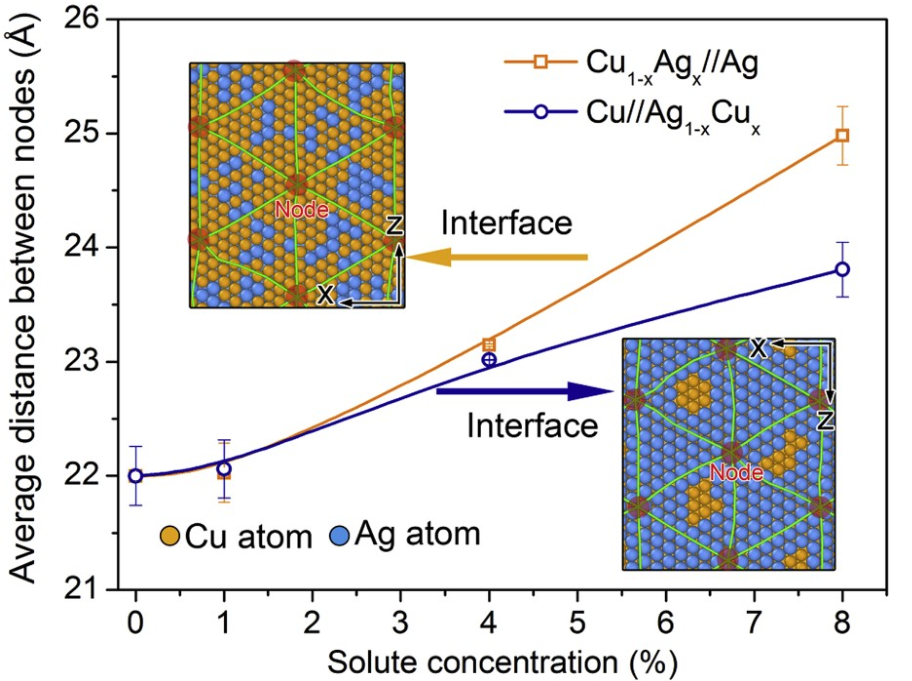 Average distance between nodes (Å)
26
25
24
23
22
21
Cu₁₋ₓAgₓ//Ag
Cu//Ag₁₋ₓCuₓ
Node
Z
X
Interface
X
Z
Interface
Node
Cu atom Ag atom
0 1 2 3 4 5 6 7 8
Solute concentration (%)